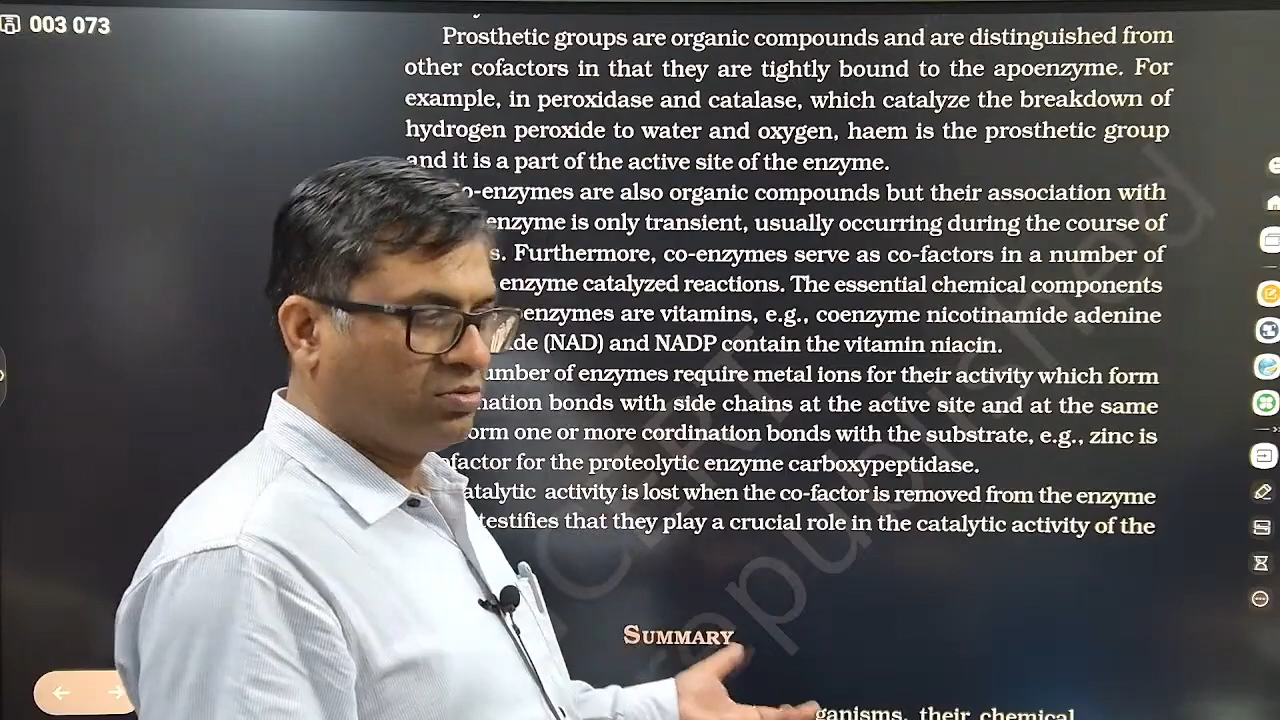 003 073
Prosthetic groups are organic compounds and are distinguished from
other cofactors in that they are tightly bound to the apoenzyme. For
example, in peroxidase and catalase, which catalyze the breakdown of
hydrogen peroxide to water and oxygen, haem is the prosthetic group
and it is a part of the active site of the enzyme.
o-enzymes are also organic compounds but their association with
enzyme is only transient, usually occurring during the course of
s. Furthermore, co-enzymes serve as co-factors in a number of
enzyme catalyzed reactions. The essential chemical components
enzymes are vitamins, e.g., coenzyme nicotinamide adenine
de (NAD) and NADP contain the vitamin niacin.
umber of enzymes require metal ions for their activity which form
nation bonds with side chains at the active site and at the same
orm one or more cordination bonds with the substrate, e.g., zinc is
ofactor for the proteolytic enzyme carboxypeptidase.
atalytic activity is lost when the co-factor is removed from the enzyme
testifies that they play a crucial role in the catalytic activity of the
SUMMARY
ganisms, their chemical
republished